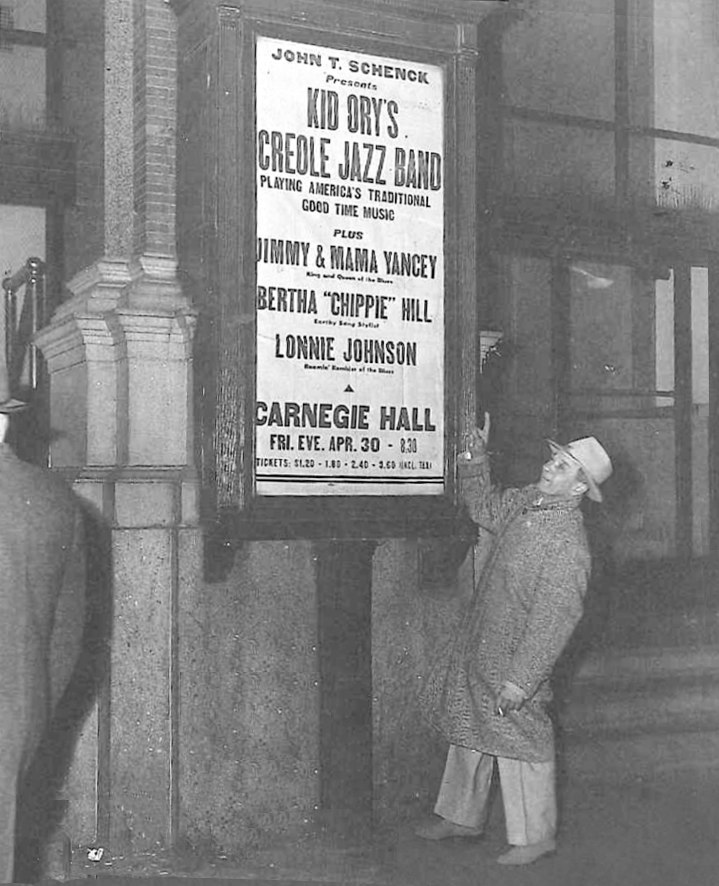 JOHN T. SCHENCK
Presents
KID ORY'S
CREOLE JAZZ BAND
PLAYING AMERICA'S TRADITIONAL
GOOD TIME MUSIC
PLUS
JIMMY & MAMA YANCEY
King and Queen of the Blues
BERTHA "CHIPPIE" HILL
Earthy Song Stylist
LONNIE JOHNSON
Roamin' Rambler of the Blues
CARNEGIE HALL
FRI. EVE. APR. 30 - 8.30
TICKETS: $1.20 - 1.80 - 2.40 - 3.60 (INCL. TAX)